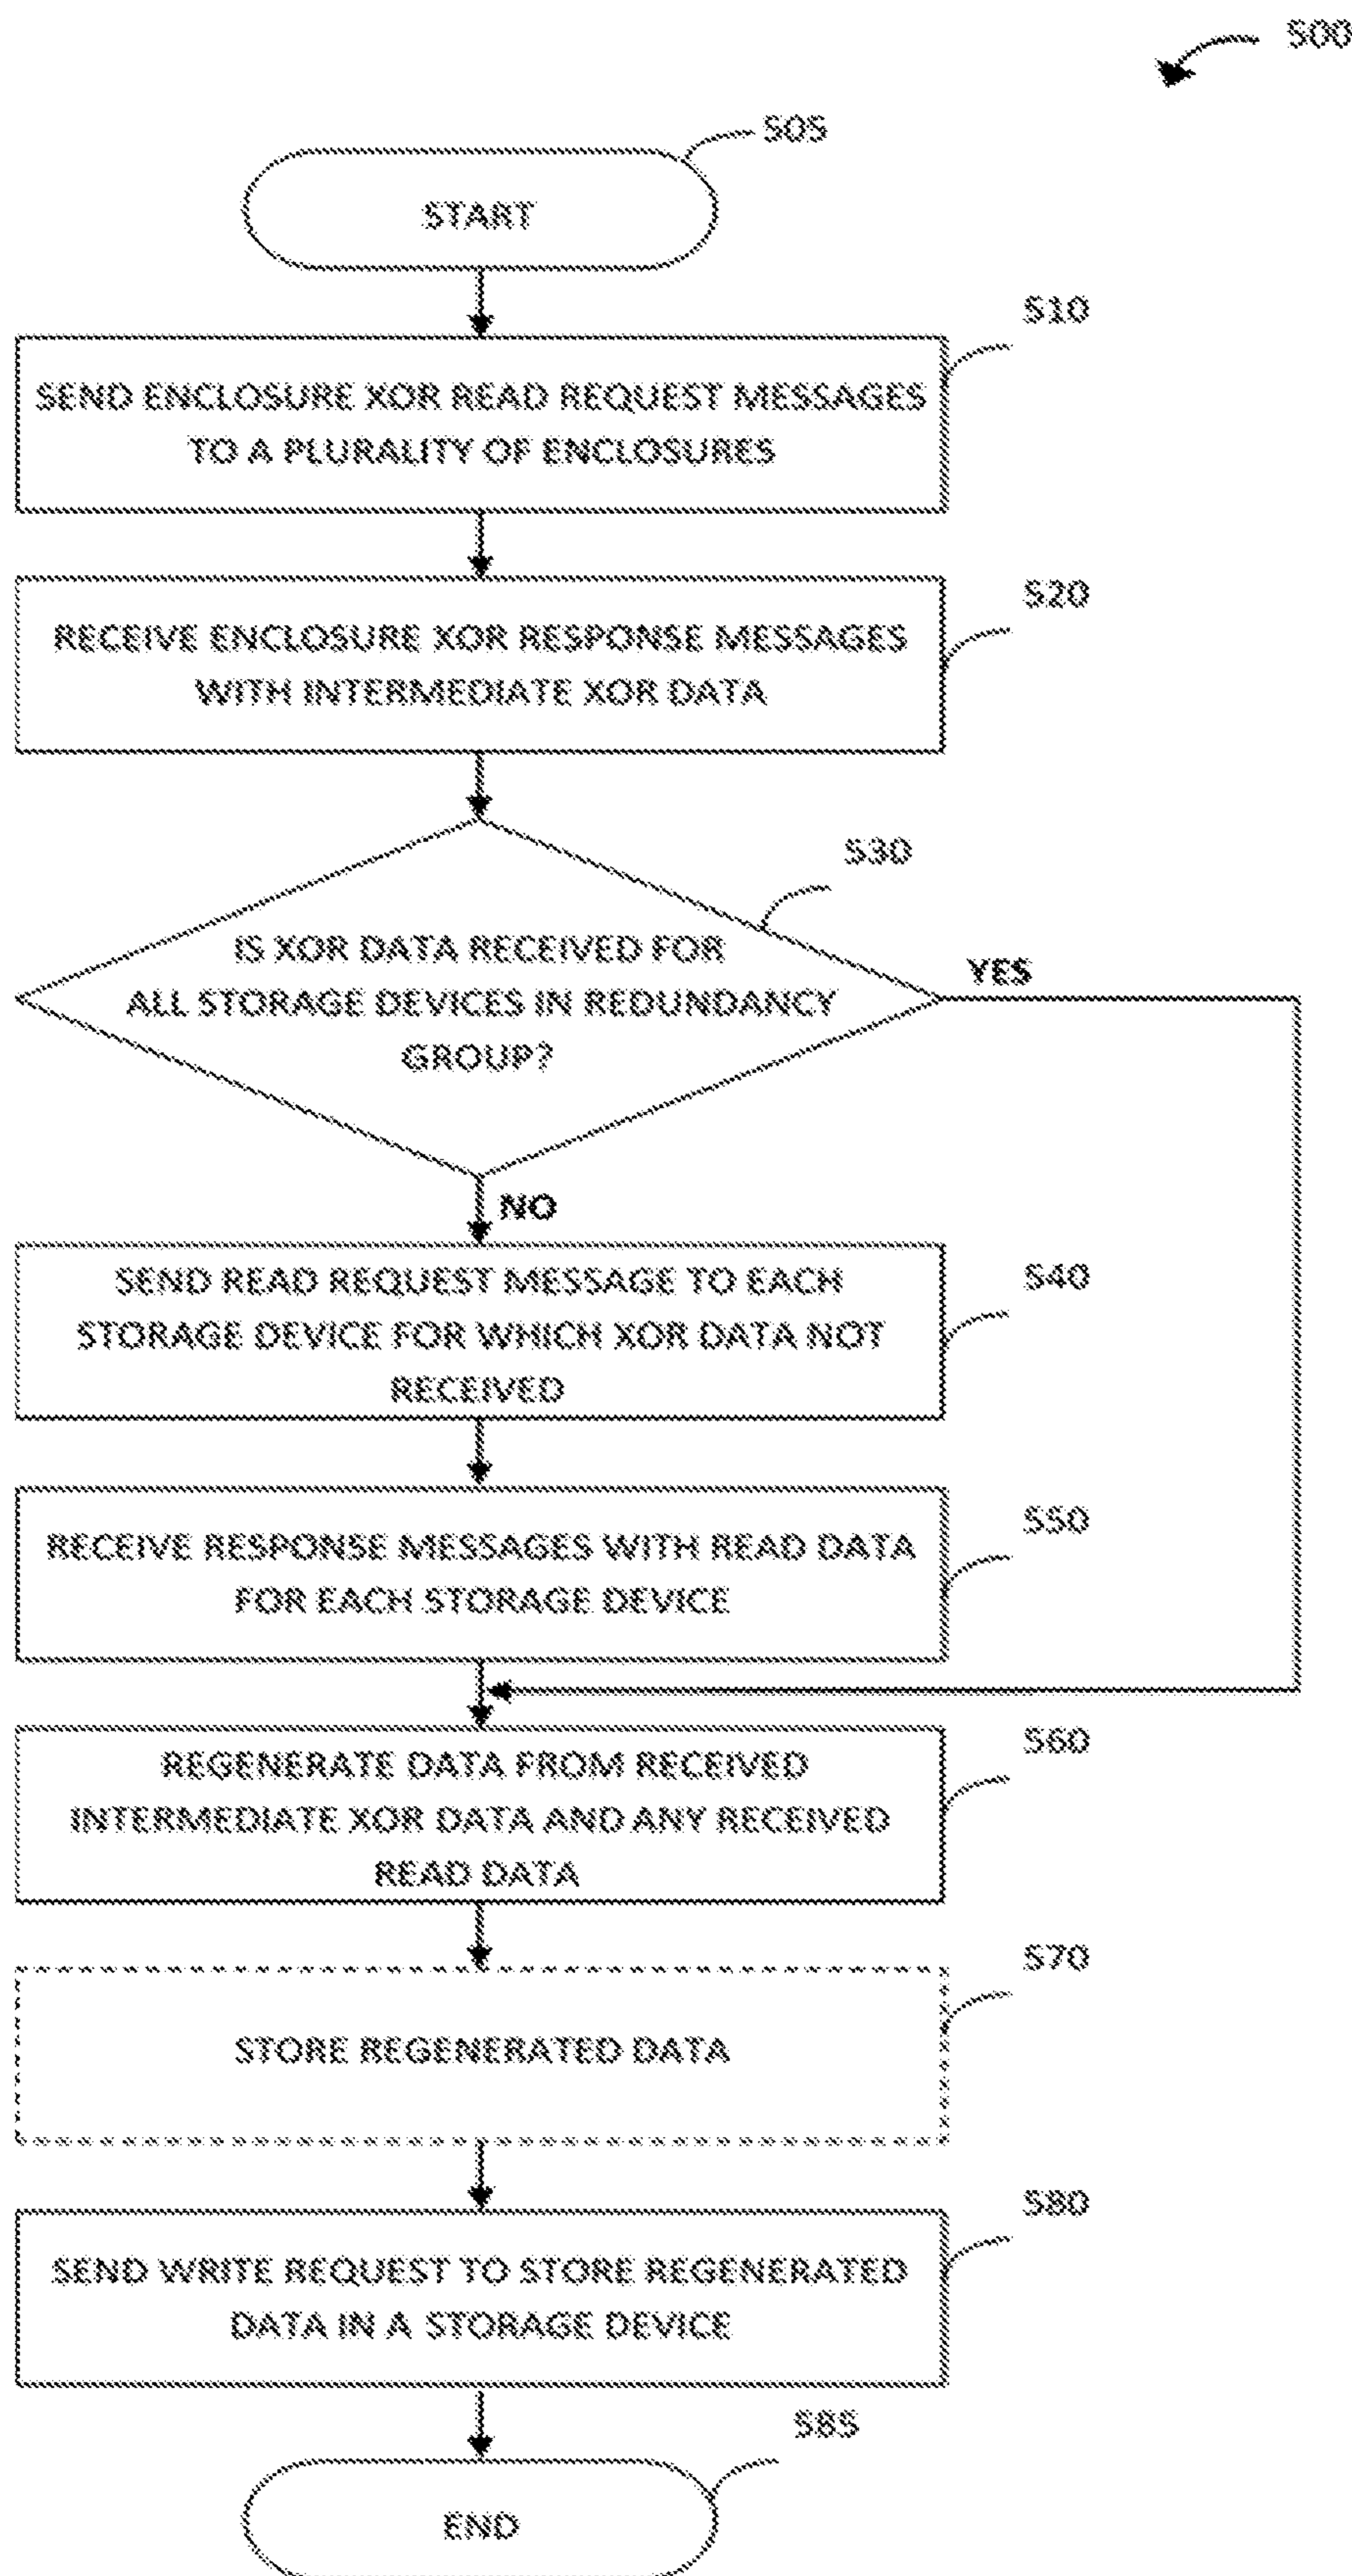 500
505
START
510
SEND ENCLOSURE XOR READ REQUEST MESSAGES
TO A PLURALITY OF ENCLOSURES
520
RECEIVE ENCLOSURE XOR RESPONSE MESSAGES
WITH INTERMEDIATE XOR DATA
530
IS XOR DATA RECEIVED FOR
ALL STORAGE DEVICES IN REDUNDANCY
GROUP?
YES
NO
540
SEND READ REQUEST MESSAGE TO EACH
STORAGE DEVICE FOR WHICH XOR DATA NOT
RECEIVED
550
RECEIVE RESPONSE MESSAGES WITH READ DATA
FOR EACH STORAGE DEVICE
560
REGENERATE DATA FROM RECEIVED
INTERMEDIATE XOR DATA AND ANY RECEIVED
READ DATA
570
STORE REGENERATED DATA
580
SEND WRITE REQUEST TO STORE REGENERATED
DATA IN A STORAGE DEVICE
585
END